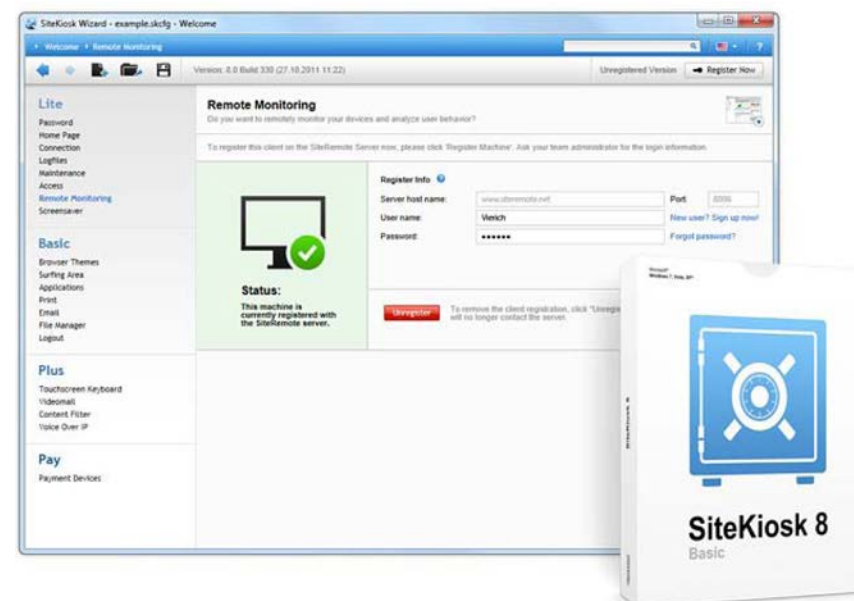 SiteKiosk Wizard - example.skcfg - Welcome
Welcome Remote Monitoring
Version: 8.0 Build 330 (27.10.2011 11:22)
Unregistered Version
Register Now
Lite
Password
Home Page
Connection
Logfiles
Maintenance
Access
Remote Monitoring
Screensaver
Basic
Browser Themes
Surfing Area
Applications
Print
Email
File Manager
Logout
Plus
Touchscreen Keyboard
Videomail
Content Filter
Voice Over IP
Pay
Payment Devices
Remote Monitoring
Do you want to remotely monitor your devices and analyze user behavior?
To register this client on the SiteRemote Server now, please click 'Register Machine'. Ask your team administrator for the login information.
Status:
This machine is
currently registered with
the SiteRemote server.
Register Info
Server host name: www.siteremote.net Port
User name: Vierich New user? Sign up now!
Password: •••••• Forgot password?
Unregister
To remove the client registration, click
will no longer contact the server.
SiteKiosk 8
SiteKiosk 8
Basic